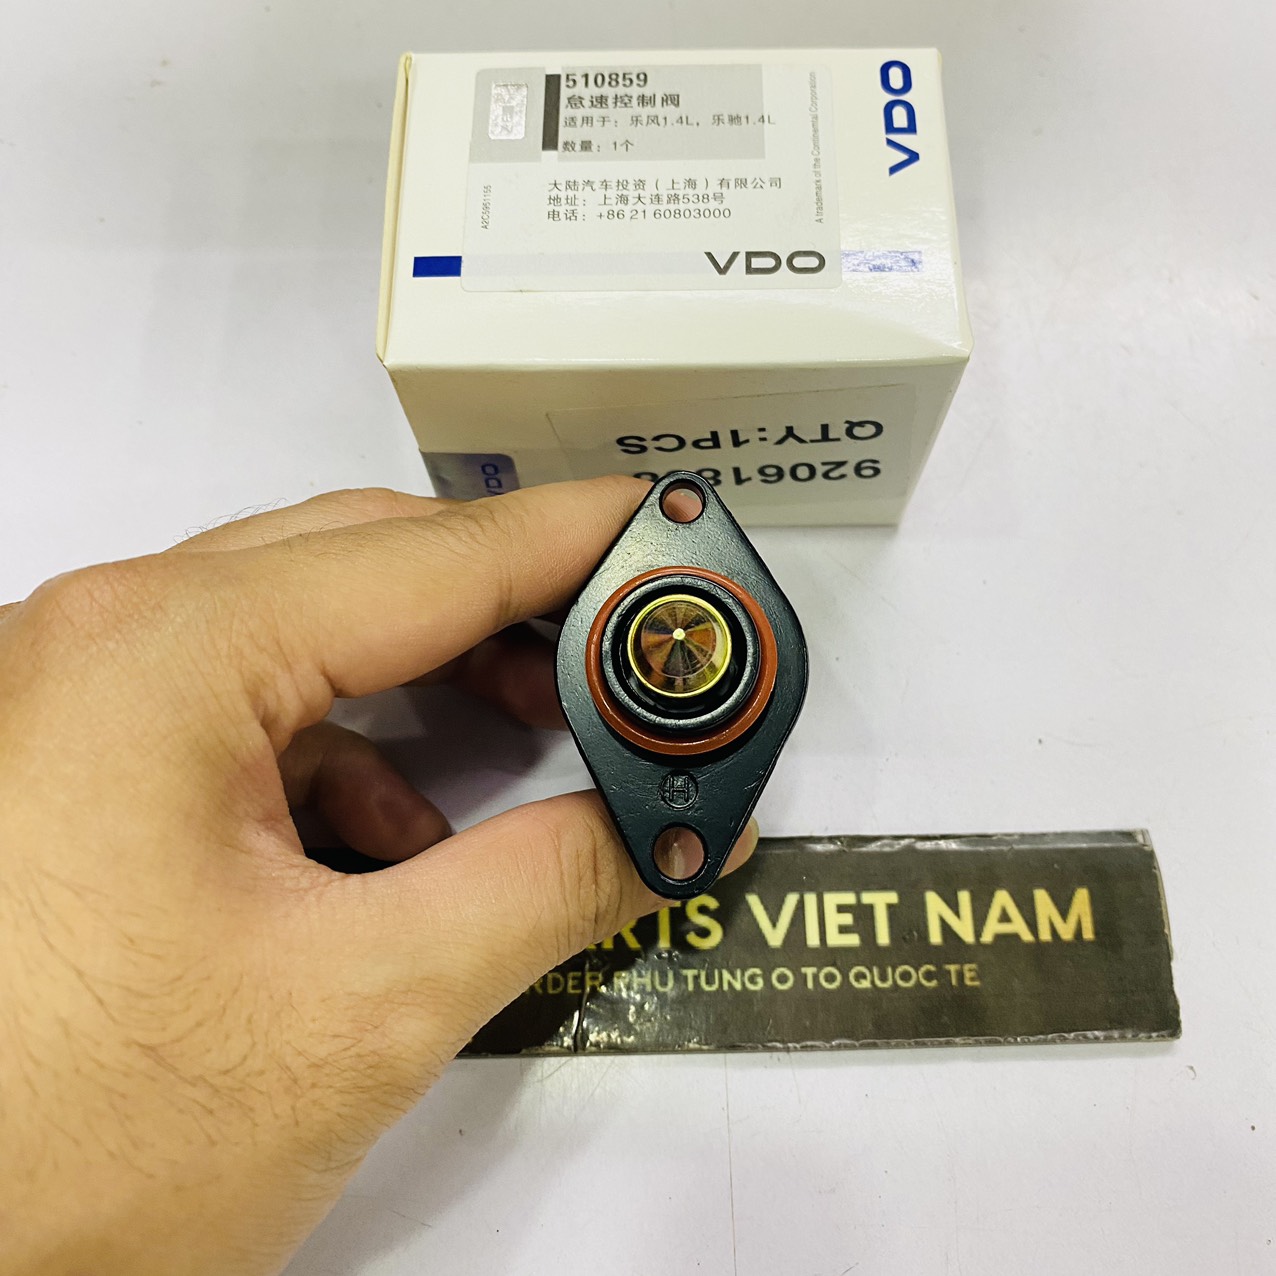 510859
怠速控制阀
适用于：乐风1.4L，乐驰1.4L
数量：1个
大陆汽车投资（上海）有限公司
地址：上海大连路538号
电话：+86 21 60803000
A2C5951155
A trademark of the Continental Corporation
VDO
VDO
QTY:1PCS
VDO
H
VIET NAM
PHU TUNG O TO QUOC TE